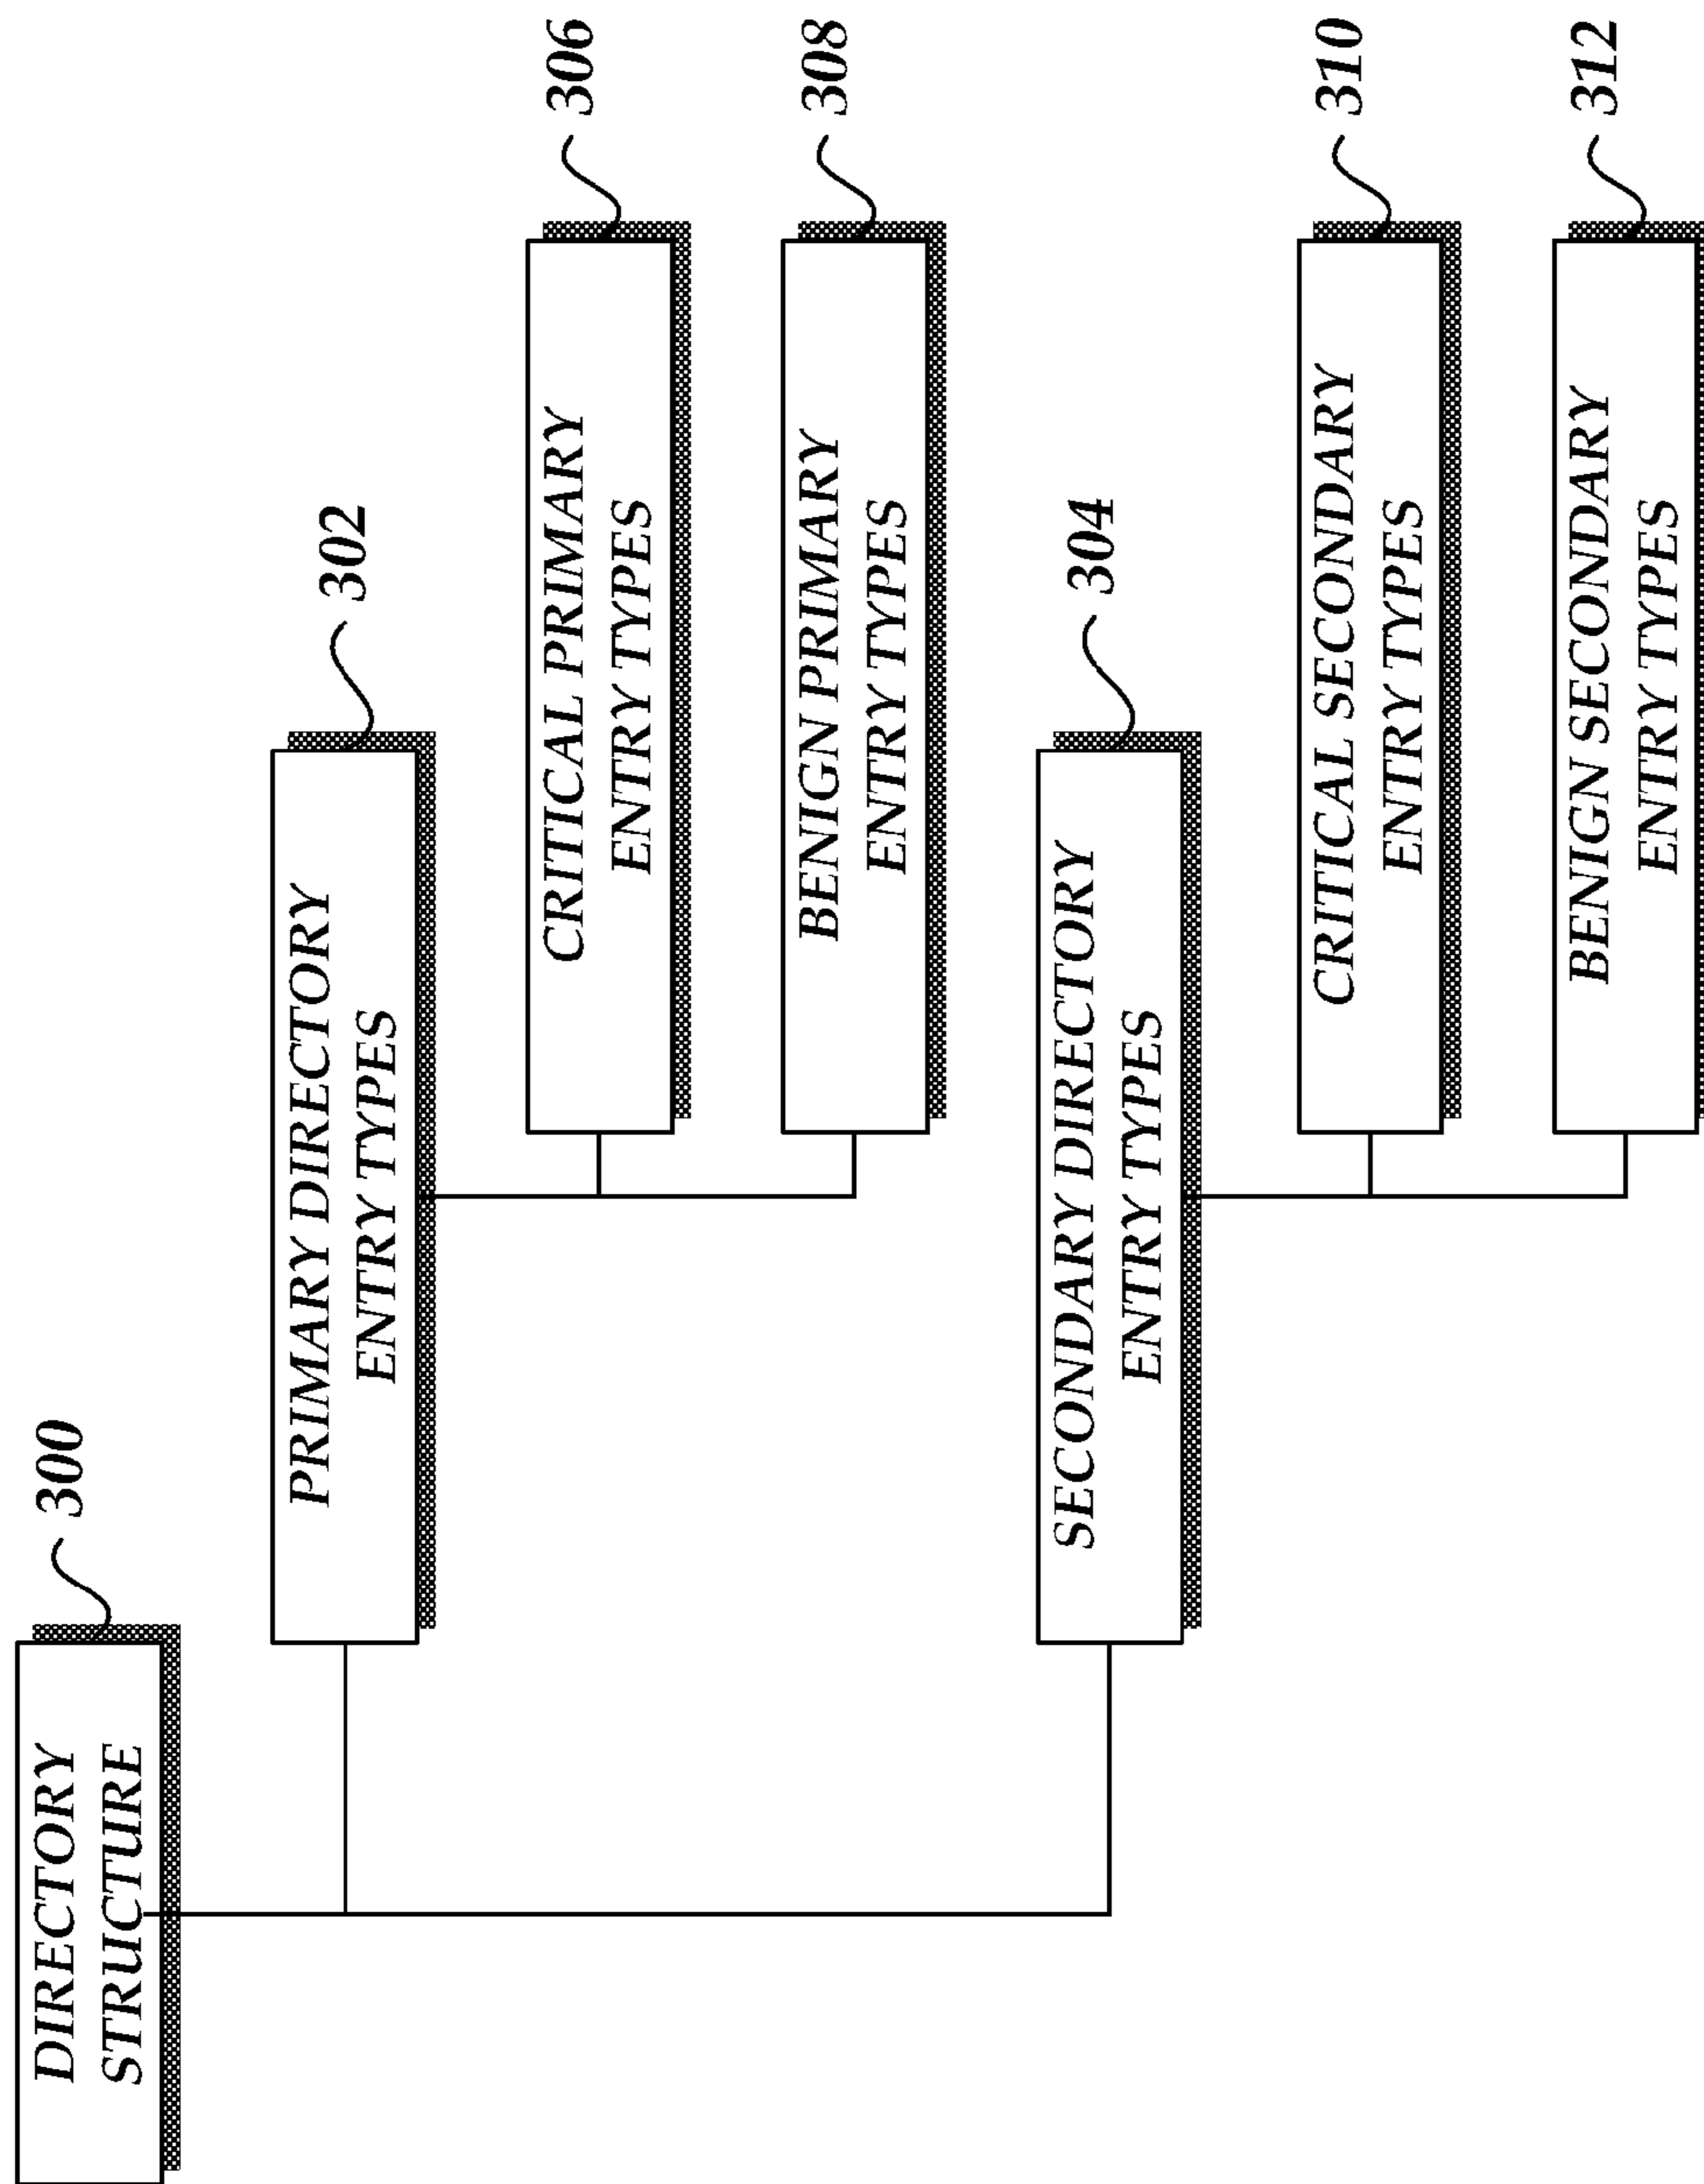 DIRECTORY
STRUCTURE
300
PRIMARY DIRECTORY
ENTRY TYPES
302
CRITICAL PRIMARY
ENTRY TYPES
306
BENIGN PRIMARY
ENTRY TYPES
308
SECONDARY DIRECTORY
ENTRY TYPES
304
CRITICAL SECONDARY
ENTRY TYPES
310
BENIGN SECONDARY
ENTRY TYPES
312